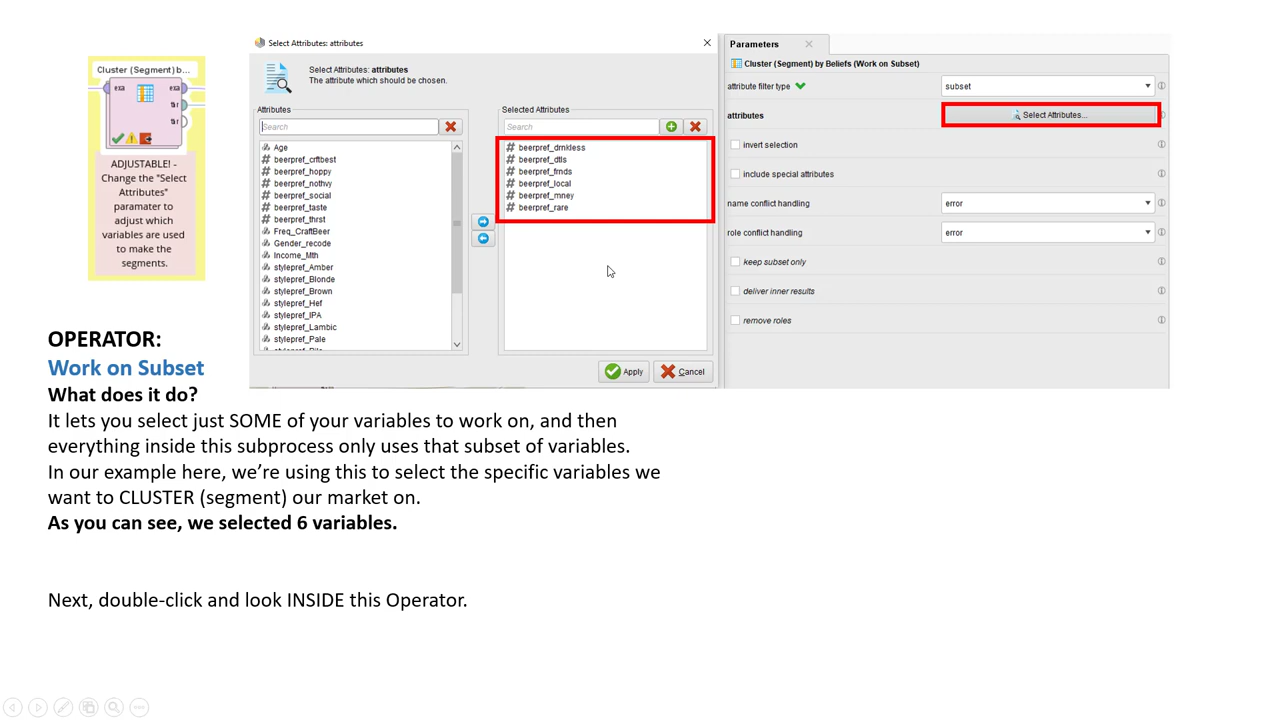 Cluster (Segment) b...
exa
exa
thr
thr
ADJUSTABLE! -
Change the "Select
Attributes"
paramater to
adjust which
variables are used
to make the
segments.
Select Attributes: attributes
Select Attributes: attributes
The attribute which should be chosen.
Attributes
Search
Age
beerpref_crftbest
beerpref_hoppy
beerpref_nothvy
beerpref_social
beerpref_taste
beerpref_thrst
Freq_CraftBeer
Gender_recode
Income_Mth
stylepref_Amber
stylepref_Blonde
stylepref_Brown
stylepref_Hef
stylepref_IPA
stylepref_Lambic
stylepref_Pale
Selected Attributes
Search
beerpref_drnkless
beerpref_dtls
beerpref_frnds
beerpref_local
beerpref_mney
beerpref_rare
Apply
Cancel
Parameters
Cluster (Segment) by Beliefs (Work on Subset)
attribute filter type
subset
attributes
Select Attributes...
invert selection
include special attributes
name conflict handling
error
role conflict handling
error
keep subset only
deliver inner results
remove roles
OPERATOR:
Work on Subset
What does it do?
It lets you select just SOME of your variables to work on, and then
everything inside this subprocess only uses that subset of variables.
In our example here, we’re using this to select the specific variables we
want to CLUSTER (segment) our market on.
As you can see, we selected 6 variables.
Next, double-click and look INSIDE this Operator.